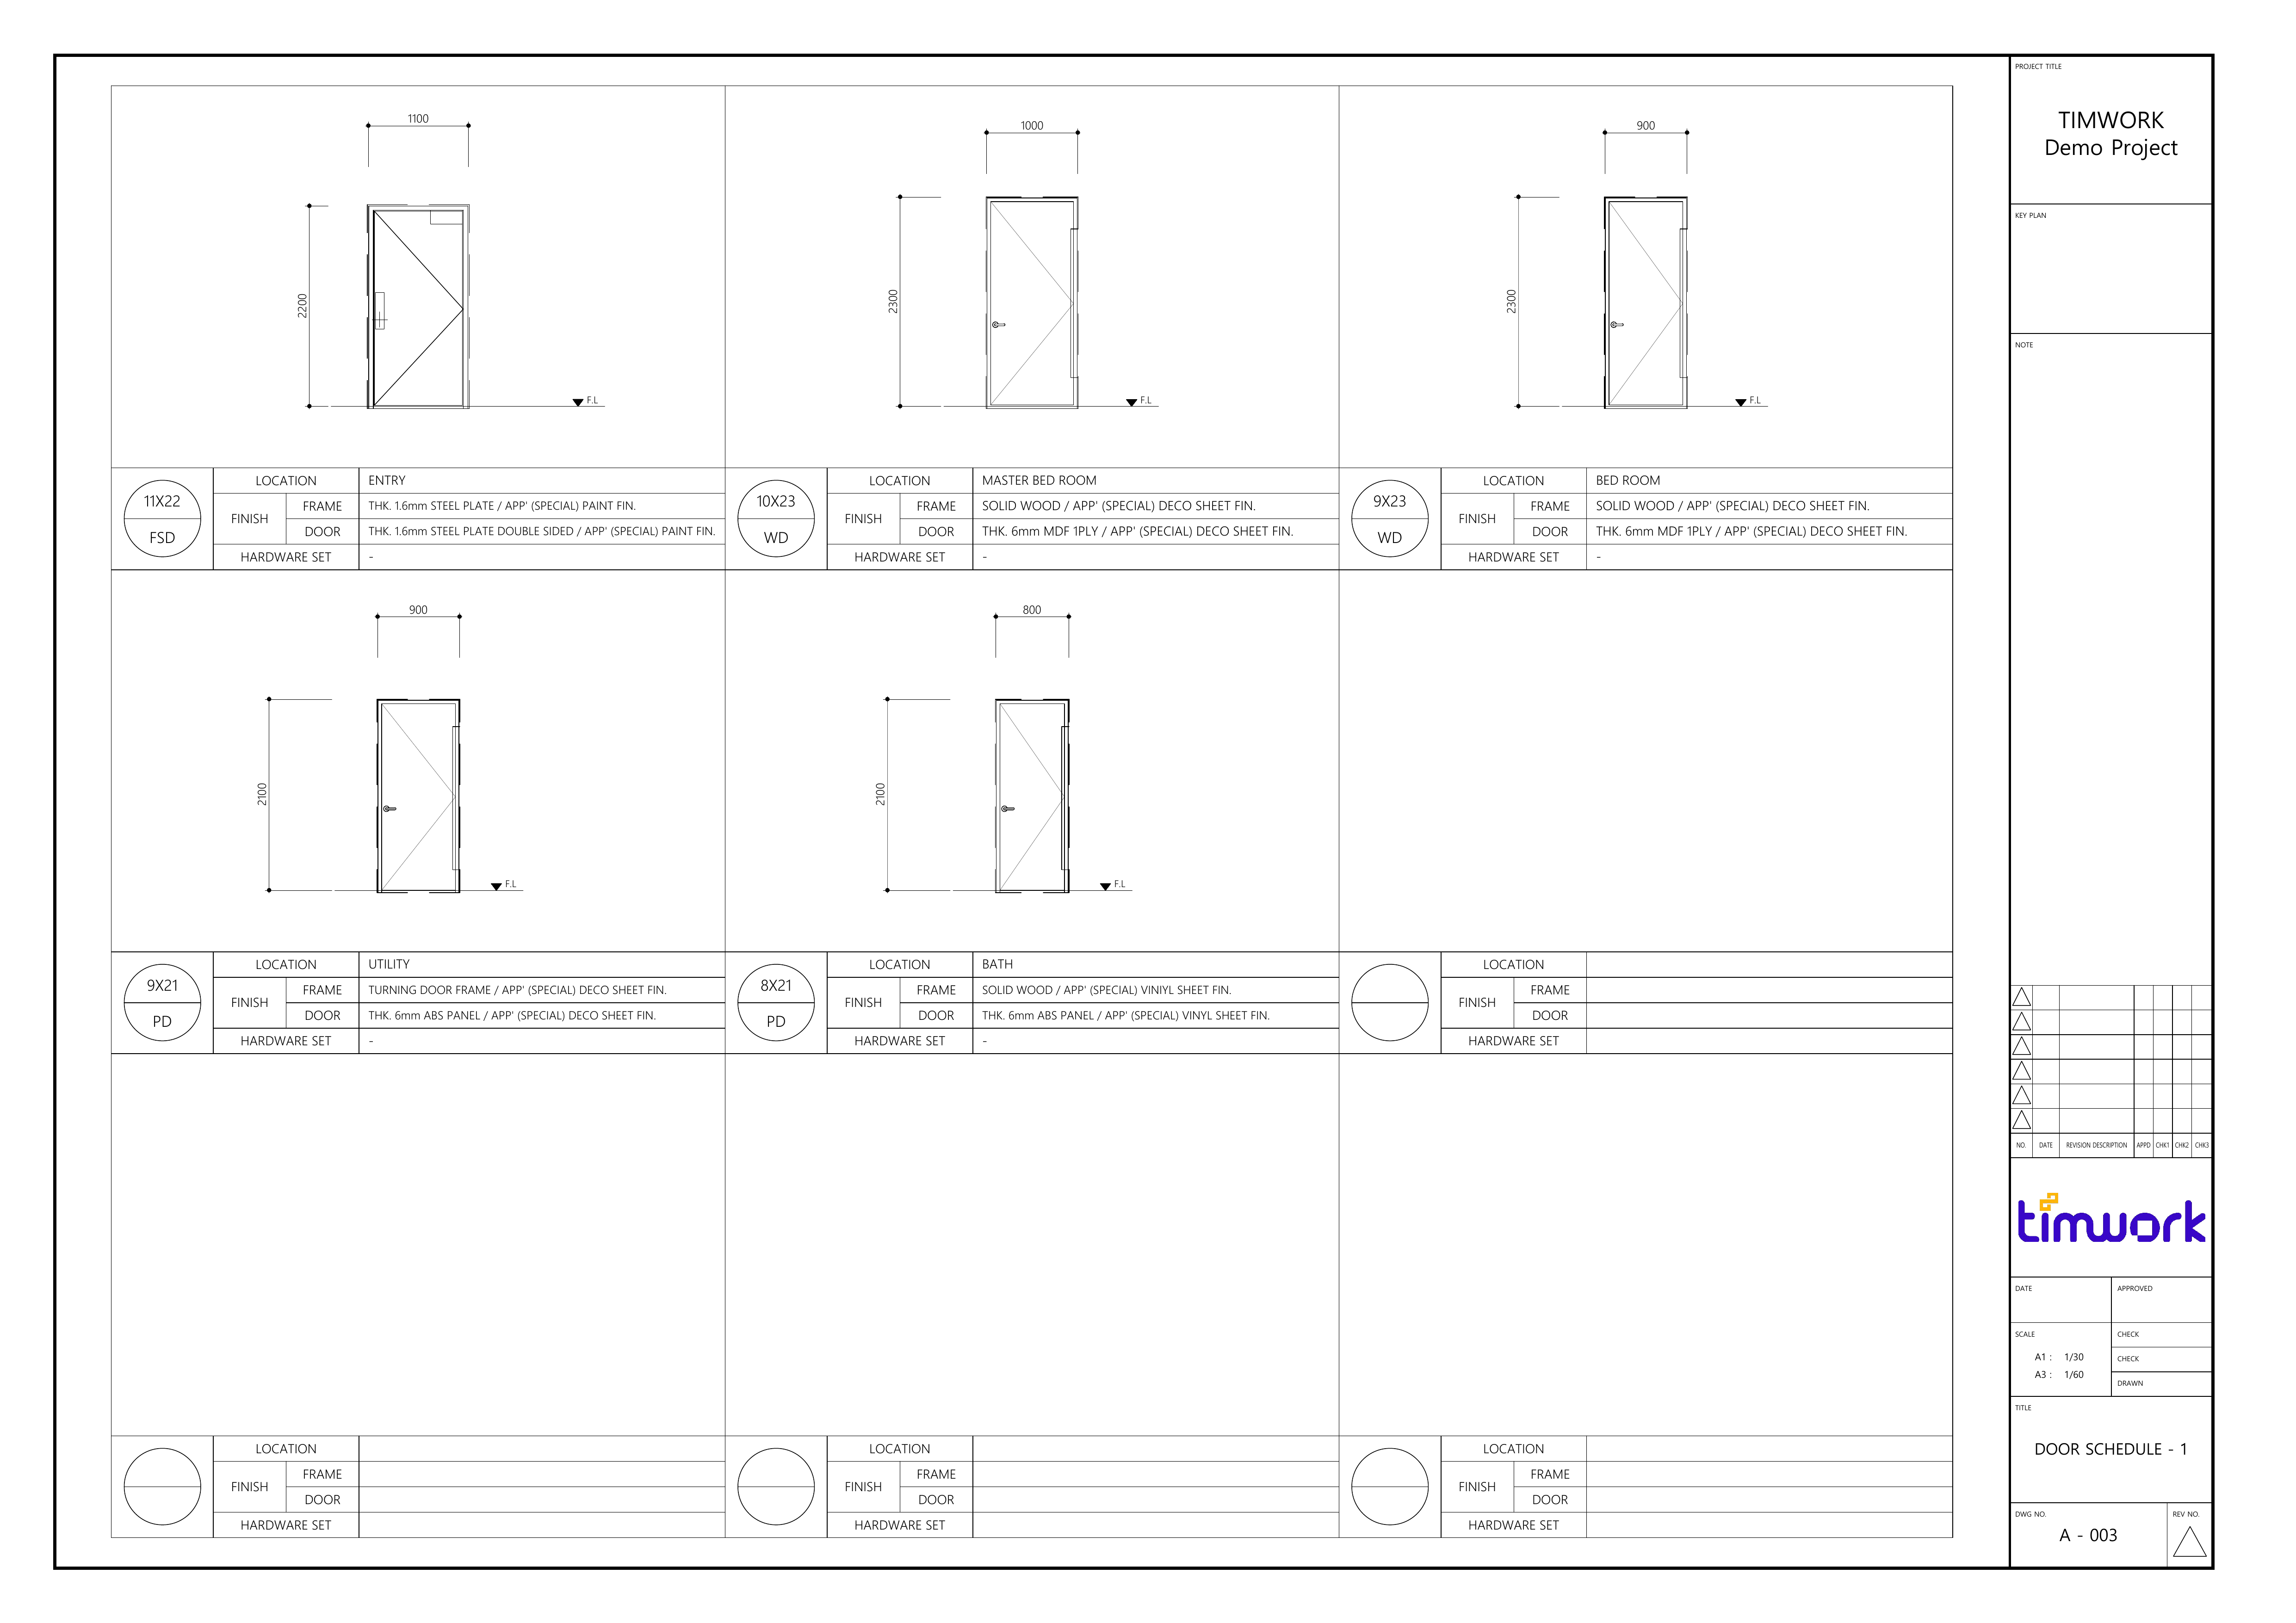 PROJECT TITLE
TIMWORK
Demo Project
KEY PLAN
NOTE
1100
2200
F.L
1000
2300
F.L
900
2300
F.L
11X22
FSD
LOCATION
ENTRY
FINISH
FRAME
THK. 1.6mm STEEL PLATE / APP' (SPECIAL) PAINT FIN.
DOOR
THK. 1.6mm STEEL PLATE DOUBLE SIDED / APP' (SPECIAL) PAINT FIN.
HARDWARE SET
-
10X23
WD
LOCATION
MASTER BED ROOM
FINISH
FRAME
SOLID WOOD / APP' (SPECIAL) DECO SHEET FIN.
DOOR
THK. 6mm MDF 1PLY / APP' (SPECIAL) DECO SHEET FIN.
HARDWARE SET
-
9X23
WD
LOCATION
BED ROOM
FINISH
FRAME
SOLID WOOD / APP' (SPECIAL) DECO SHEET FIN.
DOOR
THK. 6mm MDF 1PLY / APP' (SPECIAL) DECO SHEET FIN.
HARDWARE SET
-
900
2100
F.L
800
2100
F.L
9X21
PD
LOCATION
UTILITY
FINISH
FRAME
TURNING DOOR FRAME / APP' (SPECIAL) DECO SHEET FIN.
DOOR
THK. 6mm ABS PANEL / APP' (SPECIAL) DECO SHEET FIN.
HARDWARE SET
-
8X21
PD
LOCATION
BATH
FINISH
FRAME
SOLID WOOD / APP' (SPECIAL) VINIYL SHEET FIN.
DOOR
THK. 6mm ABS PANEL / APP' (SPECIAL) VINYL SHEET FIN.
HARDWARE SET
-
LOCATION
FINISH
FRAME
DOOR
HARDWARE SET
LOCATION
FINISH
FRAME
DOOR
HARDWARE SET
LOCATION
FINISH
FRAME
DOOR
HARDWARE SET
LOCATION
FINISH
FRAME
DOOR
HARDWARE SET
NO. DATE REVISION DESCRIPTION APPD CHK1 CHK2 CHK3
timwork
DATE
APPROVED
SCALE
A1 : 1/30
A3 : 1/60
CHECK
CHECK
DRAWN
TITLE
DOOR SCHEDULE - 1
DWG NO.
A - 003
REV NO.